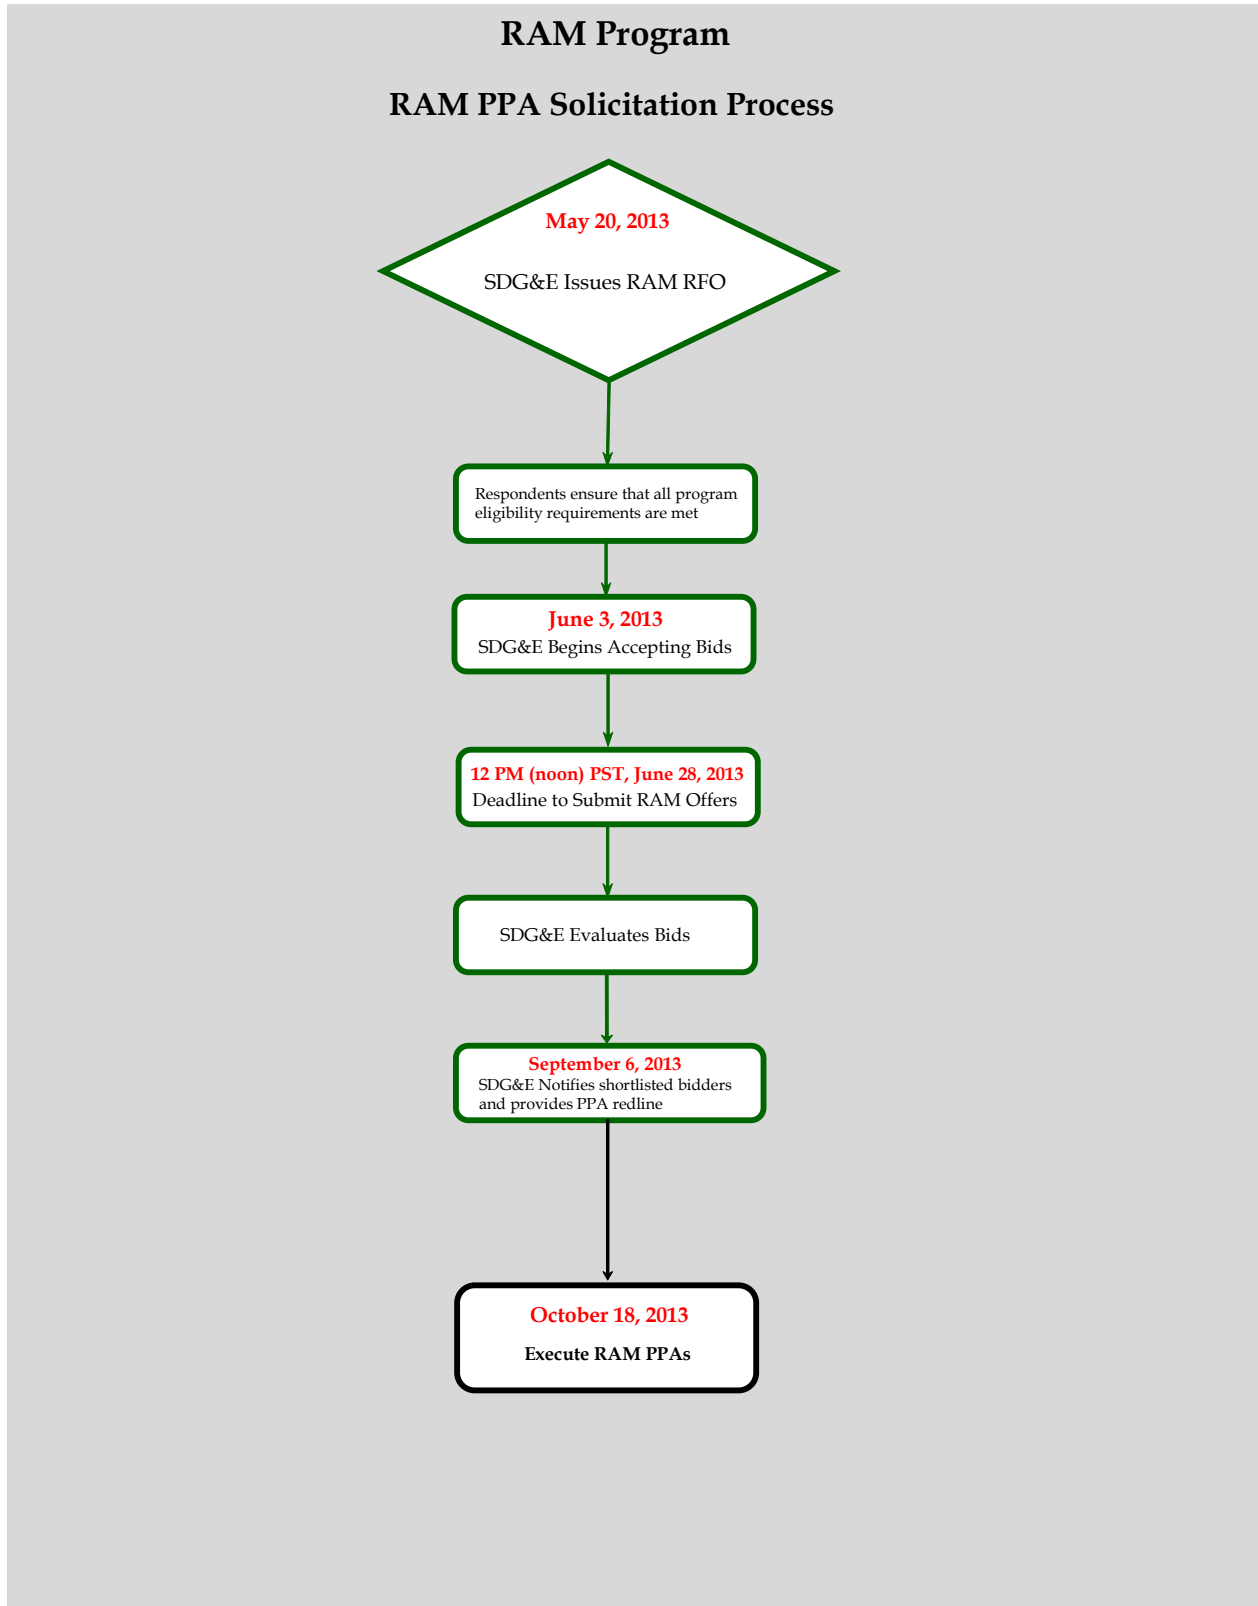 RAM Program
RAM PPA Solicitation Process
May 20, 2013
SDG&E Issues RAM RFO
Respondents ensure that all program
eligibility requirements are met
June 3, 2013
SDG&E Begins Accepting Bids
12 PM (noon) PST, June 28, 2013
Deadline to Submit RAM Offers
SDG&E Evaluates Bids
September 6, 2013
SDG&E Notifies shortlisted bidders
and provides PPA redline
October 18, 2013
Execute RAM PPAs